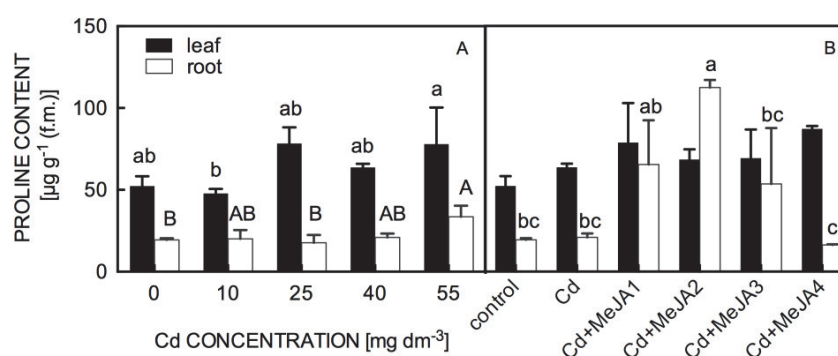 PROLINE CONTENT
[µg g-1 (f.m.)]
150
100
50
0
leaf
root
A
ab
B
b
AB
ab
B
ab
AB
a
A
0
10
25
40
55
Cd CONCENTRATION [mg dm-3]
B
bc
bc
ab
a
bc
c
control
Cd
Cd+MeJA1
Cd+MeJA2
Cd+MeJA3
Cd+MeJA4